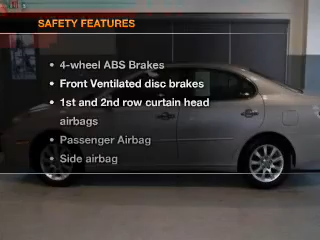 SAFETY FEATURES
• 4-wheel ABS Brakes
• Front Ventilated disc brakes
• 1st and 2nd row curtain head
airbags
• Passenger Airbag
• Side airbag